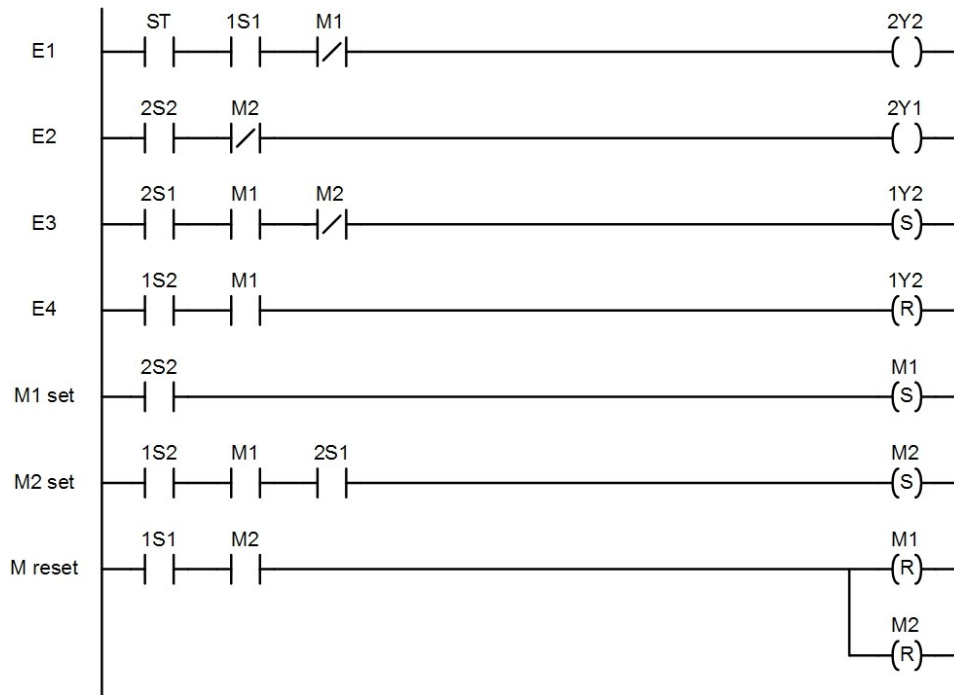 ST 1S1 M1 2Y2
E1
2S2 M2 2Y1
E2
2S1 M1 M2 1Y2
E3 S
1S2 M1 1Y2
E4 R
2S2 M1
M1 set S
1S2 M1 2S1 M2
M2 set S
1S1 M2 M1
M reset R
M2
R